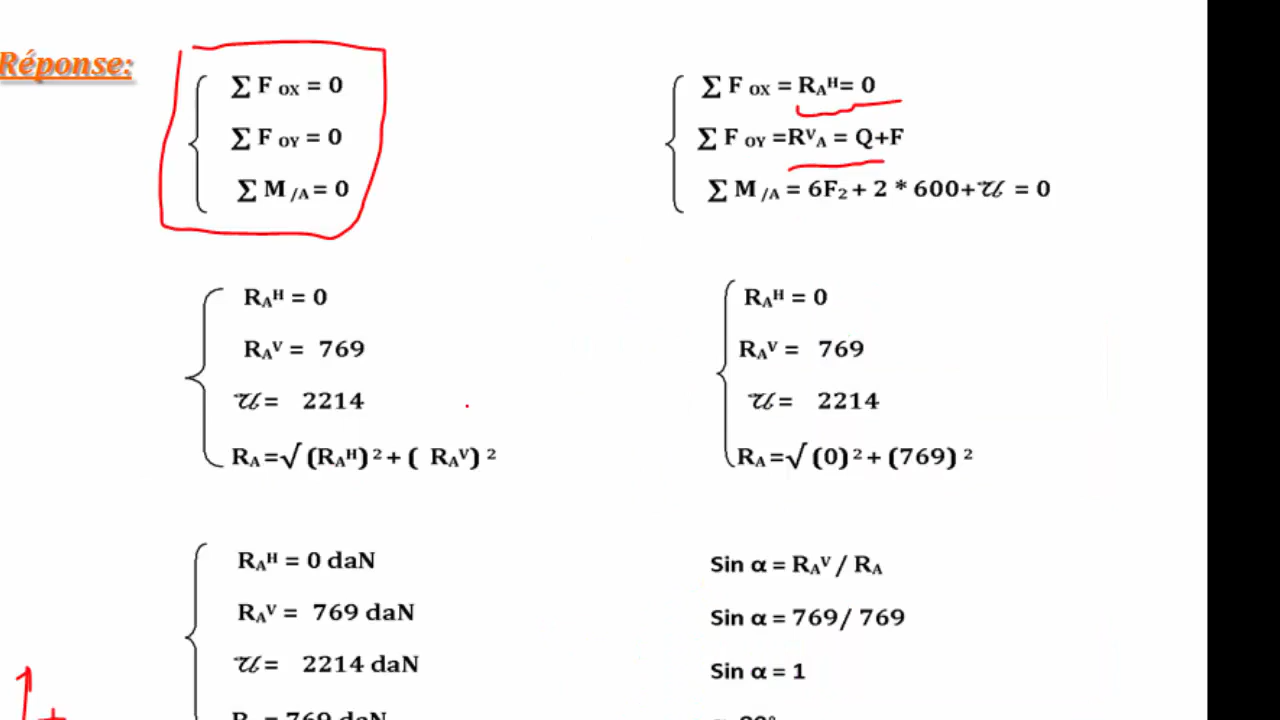 Réponse:
∑ F OX = 0
∑ F OY = 0
∑ M /A = 0
∑ F OX = RAH= 0
∑ F OY =RVA = Q+F
∑ M /A = 6F2 + 2 * 600+𝓤 = 0
RAH = 0
RAV = 769
𝓤 = 2214
RA =√ (RAH)2 + ( RAV) 2
RAH = 0
RAV = 769
𝓤 = 2214
RA =√ (0)2 + (769) 2
RAH = 0 daN
RAV = 769 daN
𝓤 = 2214 daN
= 769 daN
Sin α = RAV / RA
Sin α = 769/ 769
Sin α = 1
+